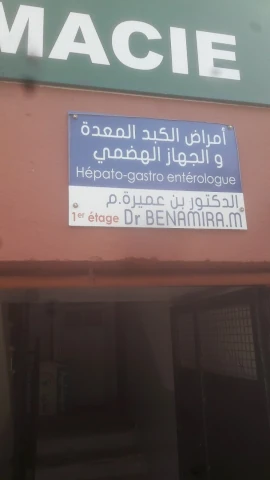 MACIE
أمراض الكبد المعدة
و الجهاز الهضمي
Hépato-gastro entérologue
الدكتور بن عميرة.م
1er étage Dr BENAMIRA.M